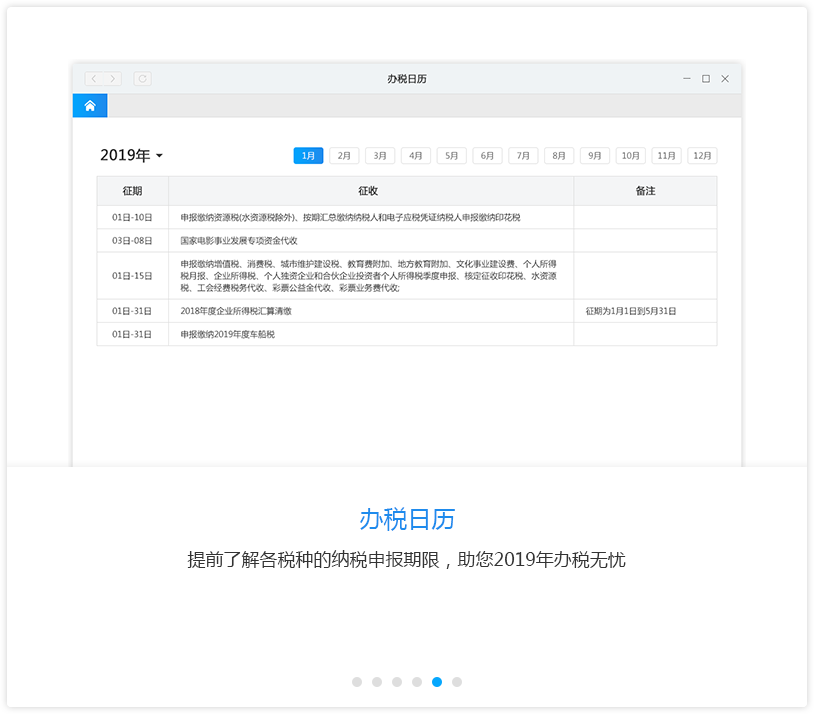 办税日历
2019年
1月 2月 3月 4月 5月 6月 7月 8月 9月 10月 11月 12月
征期 征收 备注
01日-10日 申报缴纳资源税(水资源税除外)、按期汇总缴纳纳税人和电子应税凭证纳税人申报缴纳印花税
03日-08日 国家电影事业发展专项资金代收
申报缴纳增值税、消费税、城市维护建设税、教育费附加、地方教育附加、文化事业建设费、个人所得
01日-15日 税月报、企业所得税、个人独资企业和合伙企业投资者个人所得税季度申报、核定征收印花税、水资源
税、工会经费税务代收、彩票公益金代收、彩票业务费代收;
01日-31日 2018年度企业所得税汇算清缴 征期为1月1日到5月31日
01日-31日 申报缴纳2019年度车船税
办税日历
提前了解各税种的纳税申报期限，助您2019年办税无忧